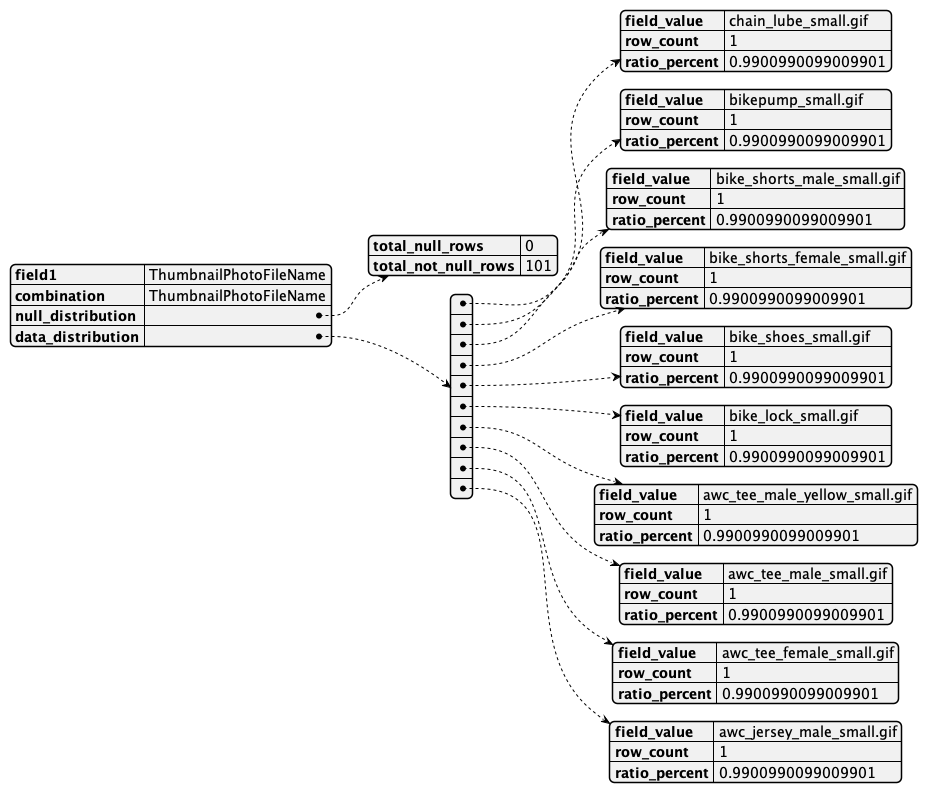 field1 ThumbnailPhotoFileName
combination ThumbnailPhotoFileName
null_distribution
data_distribution
total_null_rows 0
total_not_null_rows 101
field_value chain_lube_small.gif
row_count 1
ratio_percent 0.9900990099009901
field_value bikepump_small.gif
row_count 1
ratio_percent 0.9900990099009901
field_value bike_shorts_male_small.gif
row_count 1
ratio_percent 0.9900990099009901
field_value bike_shorts_female_small.gif
row_count 1
ratio_percent 0.9900990099009901
field_value bike_shoes_small.gif
row_count 1
ratio_percent 0.9900990099009901
field_value bike_lock_small.gif
row_count 1
ratio_percent 0.9900990099009901
field_value awc_tee_male_yellow_small.gif
row_count 1
ratio_percent 0.9900990099009901
field_value awc_tee_male_small.gif
row_count 1
ratio_percent 0.9900990099009901
field_value awc_tee_female_small.gif
row_count 1
ratio_percent 0.9900990099009901
field_value awc_jersey_male_small.gif
row_count 1
ratio_percent 0.9900990099009901